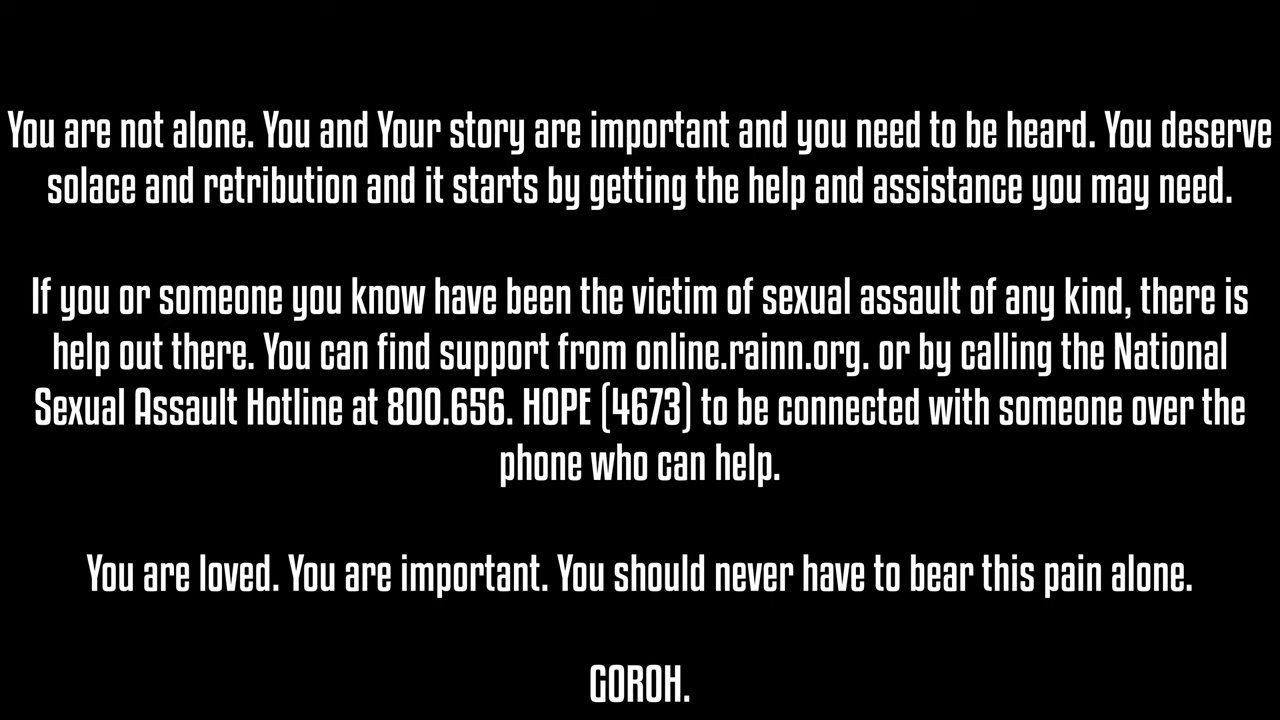 You are not alone. You and Your story are important and you need to be heard. You deserve
solace and retribution and it starts by getting the help and assistance you may need.
If you or someone you know have been the victim of sexual assault of any kind, there is
help out there. You can find support from online.rainn.org. or by calling the National
Sexual Assault Hotline at 800.656. HOPE (4673) to be connected with someone over the
phone who can help.
You are loved. You are important. You should never have to bear this pain alone.
GOROH.